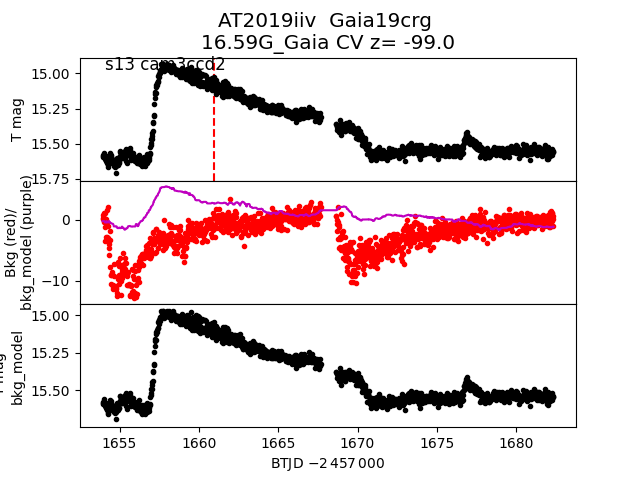 AT2019iiv  Gaia19crg
16.59G_Gaia CV z= -99.0
s13 cam3ccd2
15.00
15.25
15.50
15.75
T mag
0
−10
Bkg (red)/
bkg_model (purple)
15.00
15.25
15.50
mag
bkg_model
1655
1660
1665
1670
1675
1680
BTJD −2 457 000